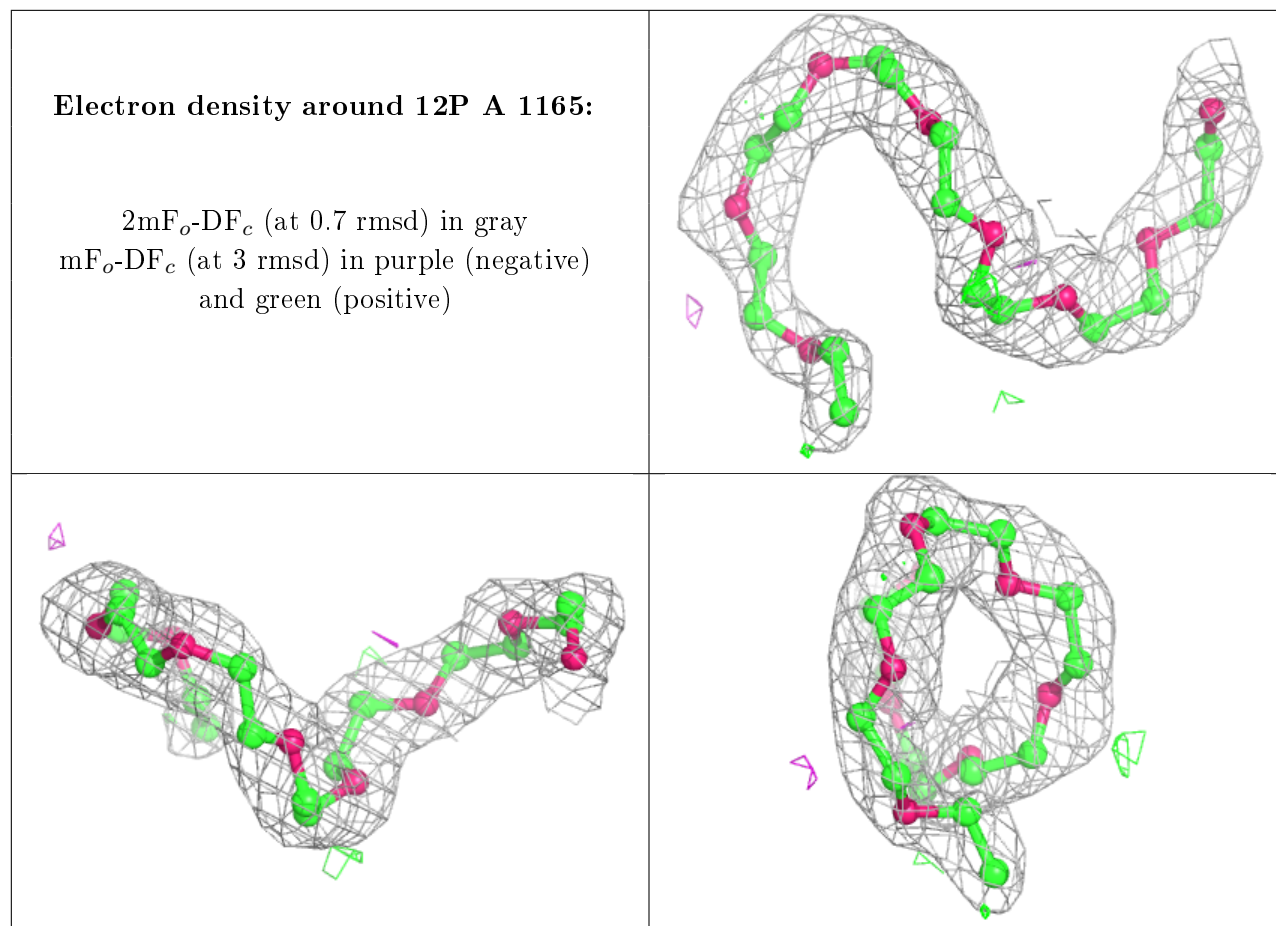 Electron density around 12P A 1165:
2mFo-DFc (at 0.7 rmsd) in gray
mFo-DFc (at 3 rmsd) in purple (negative)
and green (positive)